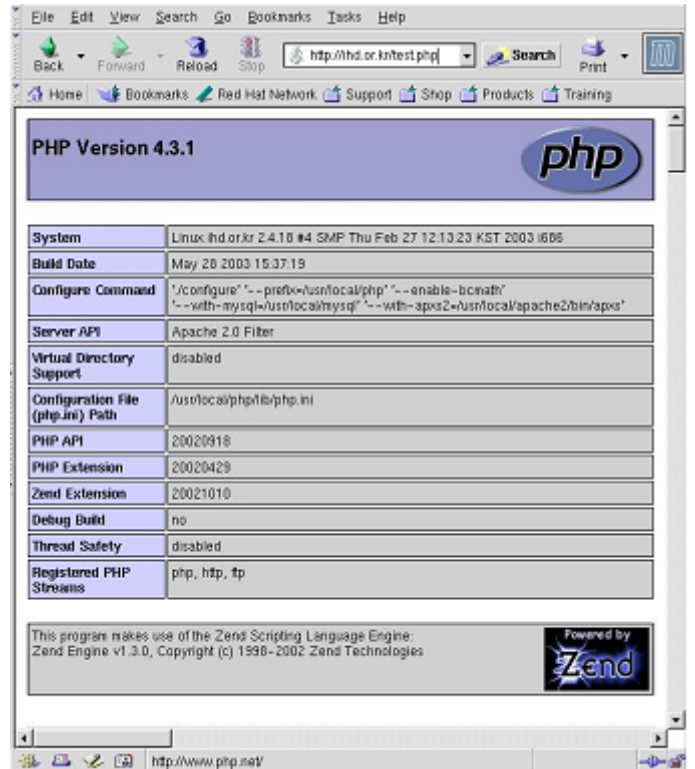 File Edit View Search Go Bookmarks Tasks Help
Back Forward Reload Stop http://ihd.or.kr/test.php Search Print
Home Bookmarks Red Hat Network Support Shop Products Training
PHP Version 4.3.1
php
System Linux ihd.or.kr 2.4.18 #4 SMP Thu Feb 27 12:13:23 KST 2003 i686
Build Date May 28 2003 15:37:19
Configure Command './configure' '--prefix=/usr/local/php' '--enable-bcmath'
'--with-mysql=/usr/local/mysql' '--with-apxs2=/usr/local/apache2/bin/apxs'
Server API Apache 2.0 Filter
Virtual Directory
Support disabled
Configuration File
(php.ini) Path /usr/local/php/lib/php.ini
PHP API 20020918
PHP Extension 20020429
Zend Extension 20021010
Debug Build no
Thread Safety disabled
Registered PHP
Streams php, http, ftp
This program makes use of the Zend Scripting Language Engine:
Zend Engine v1.3.0, Copyright (c) 1998-2002 Zend Technologies
Powered by
Zend
http://www.php.net/